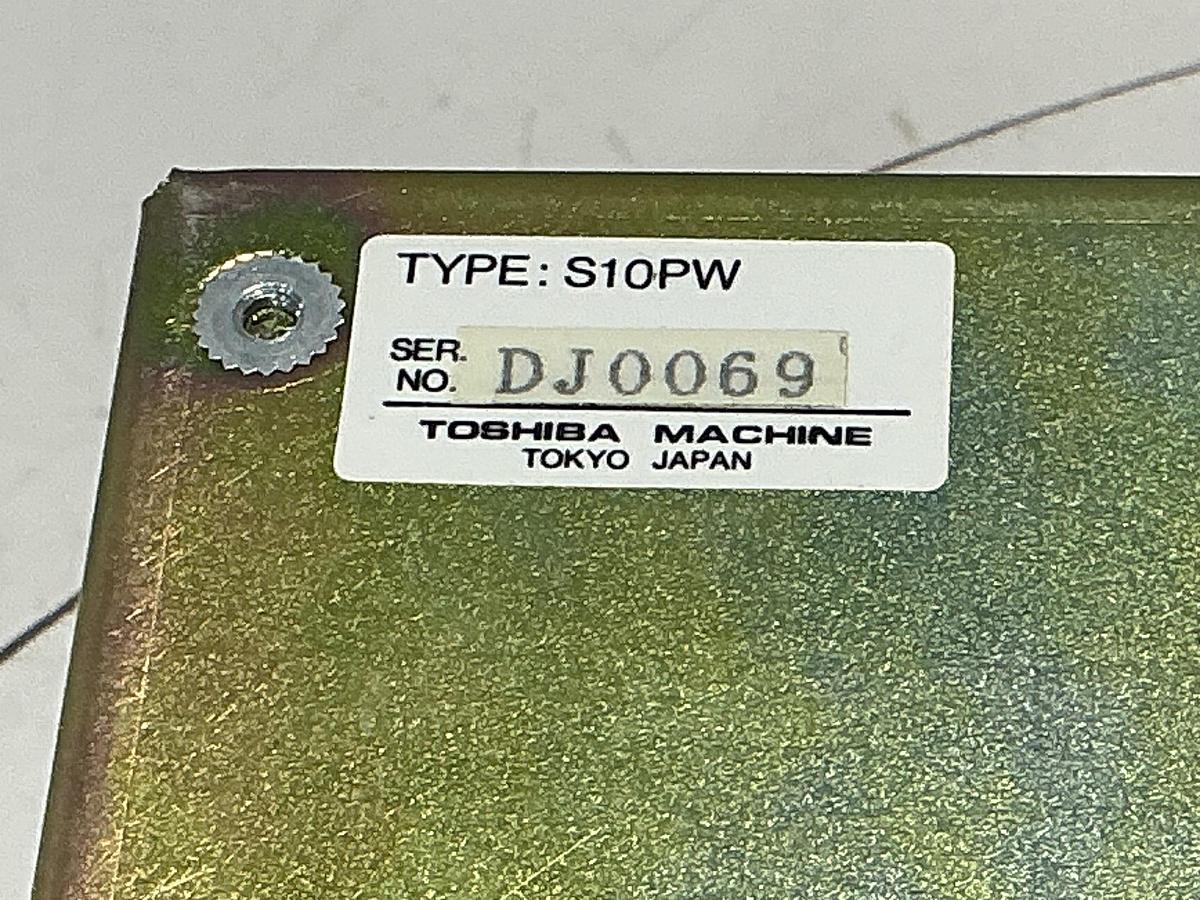 TYPE: S10PW
SER. NO. DJ0069
TOSHIBA MACHINE
TOKYO JAPAN